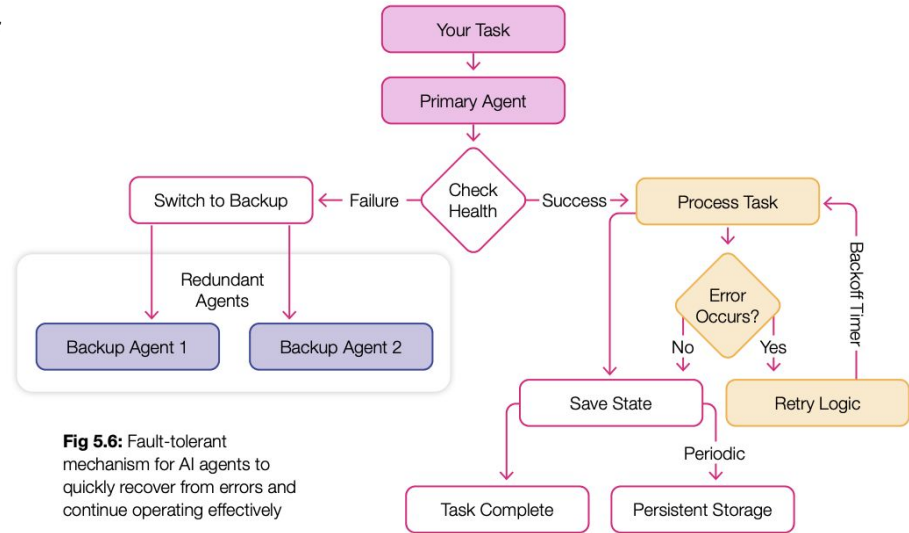 Your Task
Primary Agent
Check
Health
Failure
Success
Switch to Backup
Process Task
Redundant
Agents
Backup Agent 1
Backup Agent 2
Error
Occurs?
No
Yes
Backoff Timer
Save State
Retry Logic
Periodic
Task Complete
Persistent Storage
Fig 5.6: Fault-tolerant
mechanism for AI agents to
quickly recover from errors and
continue operating effectively